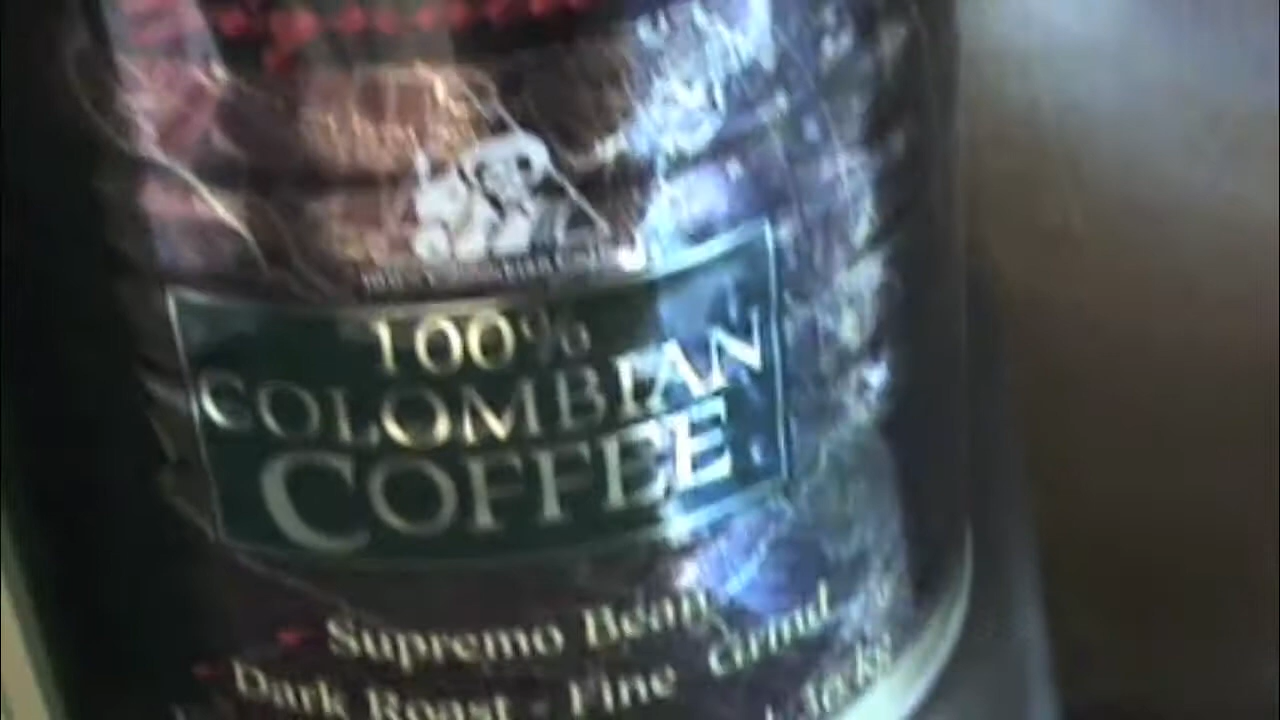 100%
COLOMBIAN
COFFEE
Supremo Bean
Dark Roast - Fine Grind